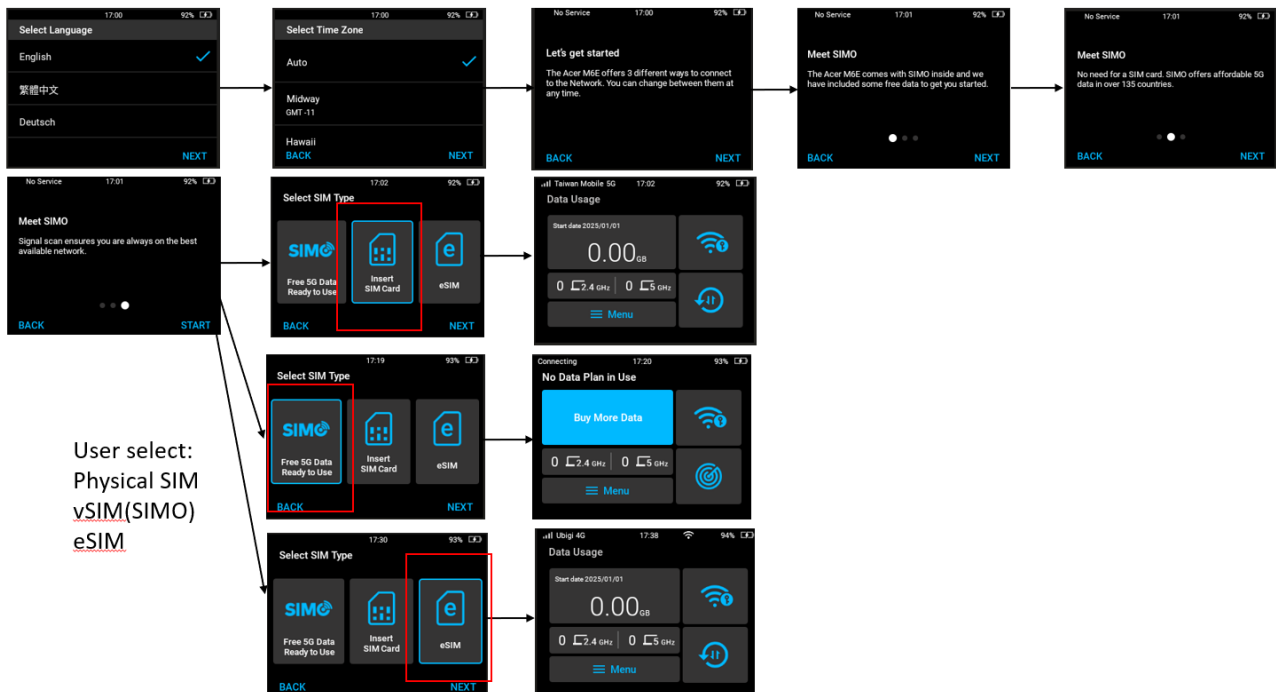 17:00 92%
Select Language
English
繁體中文
Deutsch
NEXT
17:00 92%
Select Time Zone
Auto
Midway
GMT -11
Hawaii
BACK NEXT
No Service 17:00 92%
Let's get started
The Acer M6E offers 3 different ways to connect
to the Network. You can change between them at
any time.
BACK NEXT
No Service 17:01 92%
Meet SIMO
The Acer M6E comes with SIMO inside and we
have included some free data to get you started.
BACK NEXT
No Service 17:01 92%
Meet SIMO
No need for a SIM card. SIMO offers affordable 5G
data in over 135 countries.
BACK NEXT
No Service 17:01 92%
Meet SIMO
Signal scan ensures you are always on the best
available network.
BACK START
17:02 92%
Select SIM Type
SIMO
Free 5G Data
Ready to Use
Insert
SIM Card
e
eSIM
BACK NEXT
Taiwan Mobile 5G 17:02 92%
Data Usage
Start date 2025/01/01
0.00GB
0 2.4 GHz 0 5 GHz
Menu
17:19 93%
Select SIM Type
SIMO
Free 5G Data
Ready to Use
Insert
SIM Card
e
eSIM
BACK NEXT
Connecting 17:20 93%
No Data Plan in Use
Buy More Data
0 2.4 GHz 0 5 GHz
Menu
User select:
Physical SIM
vSIM(SIMO)
eSIM
17:30 93%
Select SIM Type
SIMO
Free 5G Data
Ready to Use
Insert
SIM Card
e
eSIM
BACK NEXT
Ubigi 4G 17:38 94%
Data Usage
Start date 2025/01/01
0.00GB
0 2.4 GHz 0 5 GHz
Menu